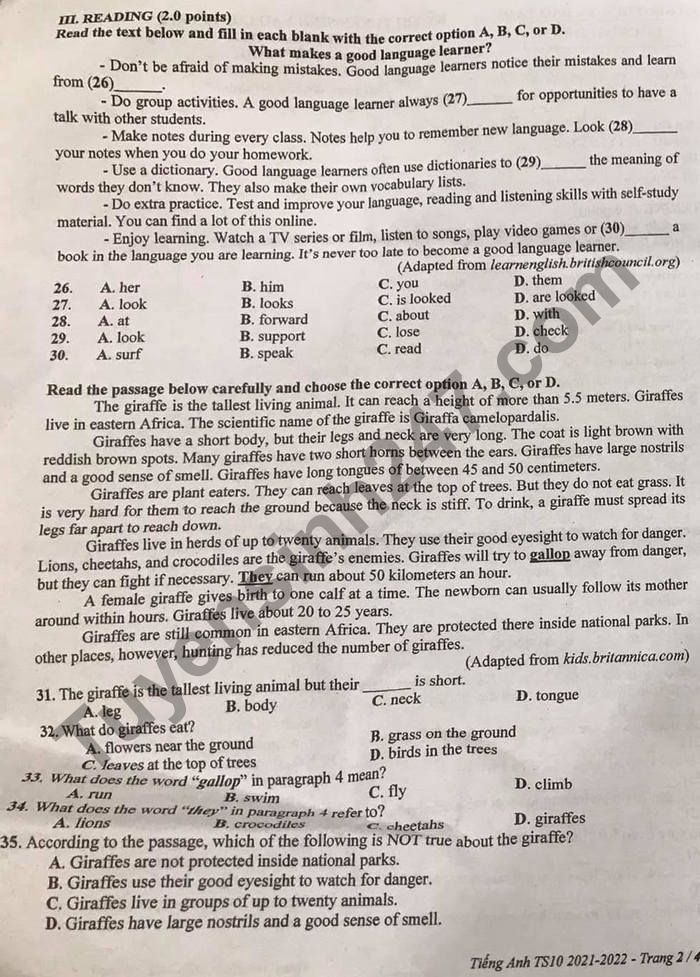 III. READING (2.0 points)
Read the text below and fill in each blank with the correct option A, B, C, or D.
What makes a good language learner?
- Don't be afraid of making mistakes. Good language learners notice their mistakes and learn
from (26)______.
- Do group activities. A good language learner always (27)______ for opportunities to have a
talk with other students.
- Make notes during every class. Notes help you to remember new language. Look (28)______
your notes when you do your homework.
- Use a dictionary. Good language learners often use dictionaries to (29)______ the meaning of
words they don't know. They also make their own vocabulary lists.
- Do extra practice. Test and improve your language, reading and listening skills with self-study
material. You can find a lot of this online.
- Enjoy learning. Watch a TV series or film, listen to songs, play video games or (30)______ a
book in the language you are learning. It's never too late to become a good language learner.
(Adapted from learnenglish.britishcouncil.org)
26. A. her B. him C. you D. them
27. A. look B. looks C. is looked D. are looked
28. A. at B. forward C. about D. with
29. A. look B. support C. lose D. check
30. A. surf B. speak C. read D. do
Read the passage below carefully and choose the correct option A, B, C, or D.
The giraffe is the tallest living animal. It can reach a height of more than 5.5 meters. Giraffes
live in eastern Africa. The scientific name of the giraffe is Giraffa camelopardalis.
Giraffes have a short body, but their legs and neck are very long. The coat is light brown with
reddish brown spots. Many giraffes have two short horns between the ears. Giraffes have large nostrils
and a good sense of smell. Giraffes have long tongues of between 45 and 50 centimeters.
Giraffes are plant eaters. They can reach leaves at the top of trees. But they do not eat grass. It
is very hard for them to reach the ground because the neck is stiff. To drink, a giraffe must spread its
legs far apart to reach down.
Giraffes live in herds of up to twenty animals. They use their good eyesight to watch for danger.
Lions, cheetahs, and crocodiles are the giraffe's enemies. Giraffes will try to gallop away from danger,
but they can fight if necessary. They can run about 50 kilometers an hour.
A female giraffe gives birth to one calf at a time. The newborn can usually follow its mother
around within hours. Giraffes live about 20 to 25 years.
Giraffes are still common in eastern Africa. They are protected there inside national parks. In
other places, however, hunting has reduced the number of giraffes.
(Adapted from kids.britannica.com)
31. The giraffe is the tallest living animal but their ______ is short.
A. leg B. body C. neck D. tongue
32. What do giraffes eat?
A. flowers near the ground B. grass on the ground
C. leaves at the top of trees D. birds in the trees
33. What does the word "gallop" in paragraph 4 mean?
A. run B. swim C. fly D. climb
34. What does the word "they" in paragraph 4 refer to?
A. lions B. crocodiles C. cheetahs D. giraffes
35. According to the passage, which of the following is NOT true about the giraffe?
A. Giraffes are not protected inside national parks.
B. Giraffes use their good eyesight to watch for danger.
C. Giraffes live in groups of up to twenty animals.
D. Giraffes have large nostrils and a good sense of smell.
Tiếng Anh TS10 2021-2022 - Trang 2/4
Tuyensinh247.com